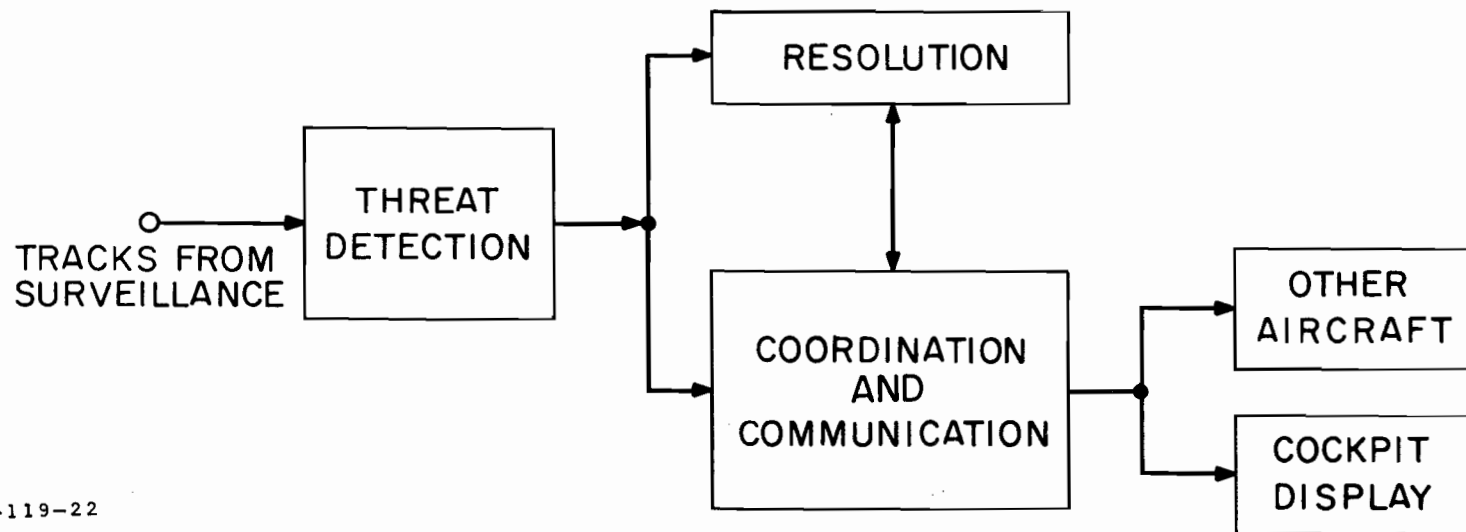 RESOLUTION
THREAT
DETECTION
TRACKS FROM
SURVEILLANCE
COORDINATION
AND
COMMUNICATION
OTHER
AIRCRAFT
COCKPIT
DISPLAY
-119-22